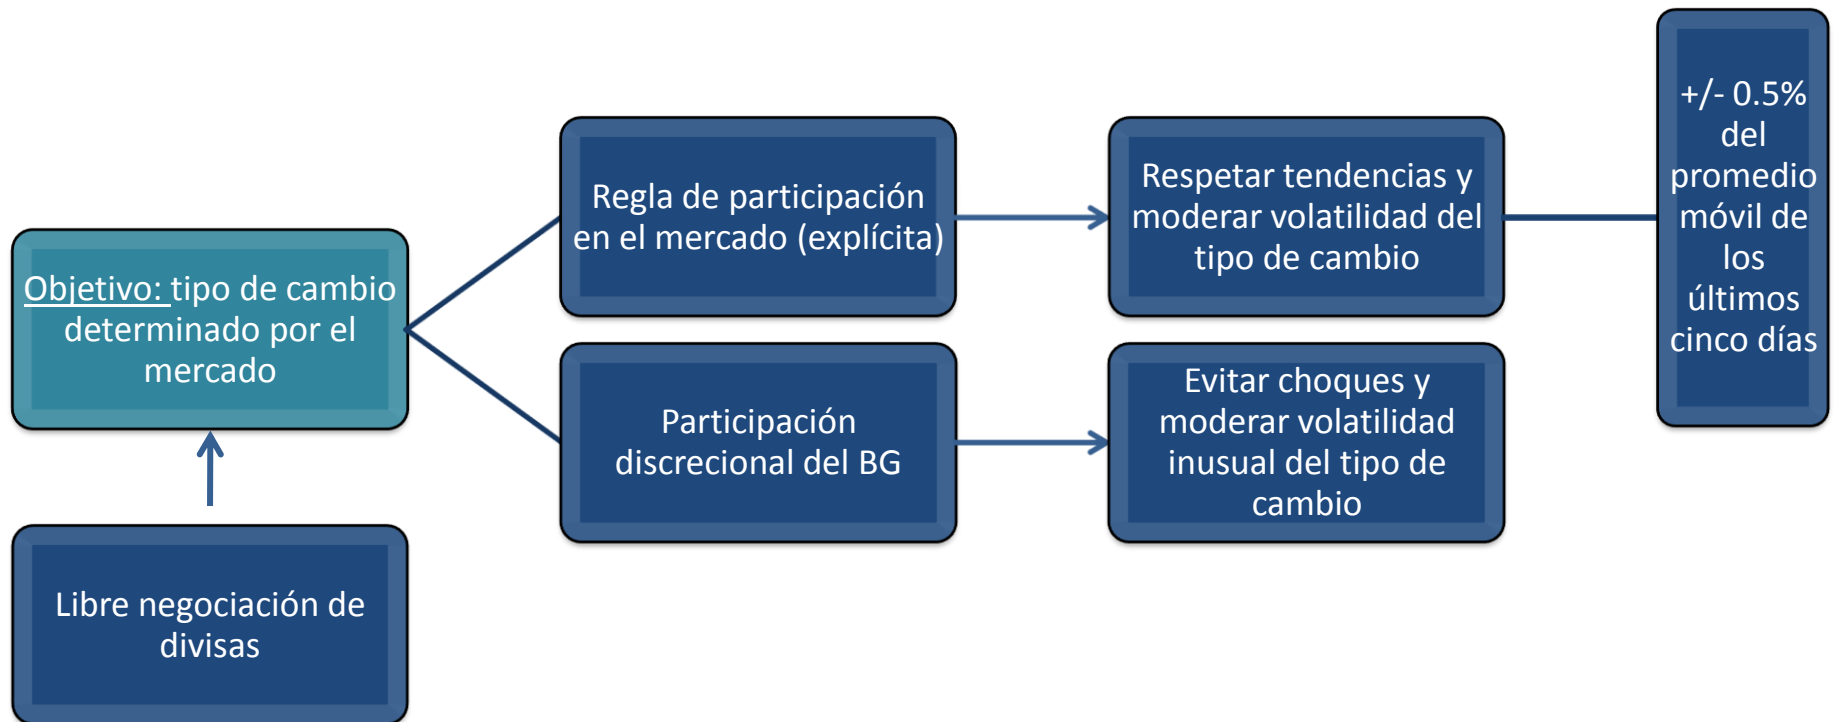 Objetivo: tipo de cambio
determinado por el
mercado
Libre negociación de
divisas
Regla de participación
en el mercado (explícita)
Participación
discrecional del BG
Respetar tendencias y
moderar volatilidad del
tipo de cambio
Evitar choques y
moderar volatilidad
inusual del tipo de
cambio
+/- 0.5%
del
promedio
móvil de
los
últimos
cinco días